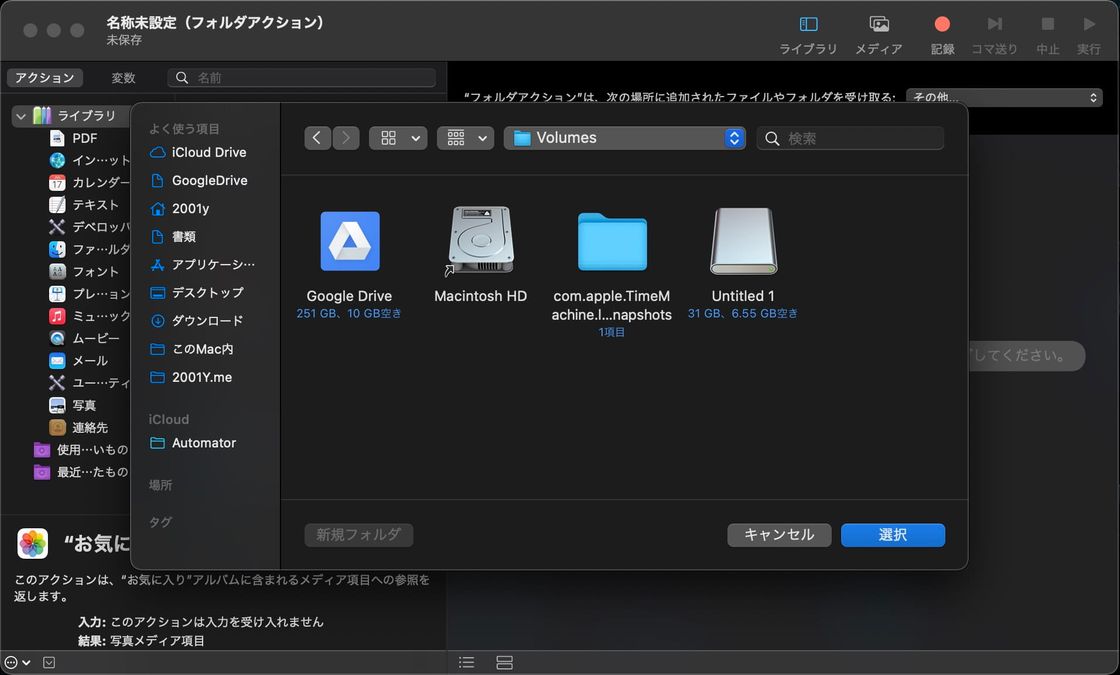 名称未設定（フォルダアクション）
未保存
ライブラリ
メディア
記録
コマ送り
中止
実行
アクション
変数
名前
“フォルダアクション”は、次の場所に追加されたファイルやフォルダを受け取る:
その他...
ライブラリ
PDF
イン…ット
カレンダー
テキスト
デベロッパ
ファ…ルダ
フォント
プレ…ョン
ミュ…ック
ムービー
メール
ユー…ティ
写真
連絡先
使用…いもの
最近…たもの
よく使う項目
iCloud Drive
GoogleDrive
2001y
書類
アプリケーシ…
デスクトップ
ダウンロード
このMac内
2001Y.me
iCloud
Automator
場所
タグ
Volumes
検索
Google Drive
251 GB、10 GB空き
Macintosh HD
com.apple.TimeM
achine.l...napshots
1項目
Untitled 1
31 GB、6.55 GB空き
してください。
新規フォルダ
キャンセル
選択
“お気に
このアクションは、“お気に入り”アルバムに含まれるメディア項目への参照を
返します。
入力: このアクションは入力を受け入れません
結果: 写真メディア項目